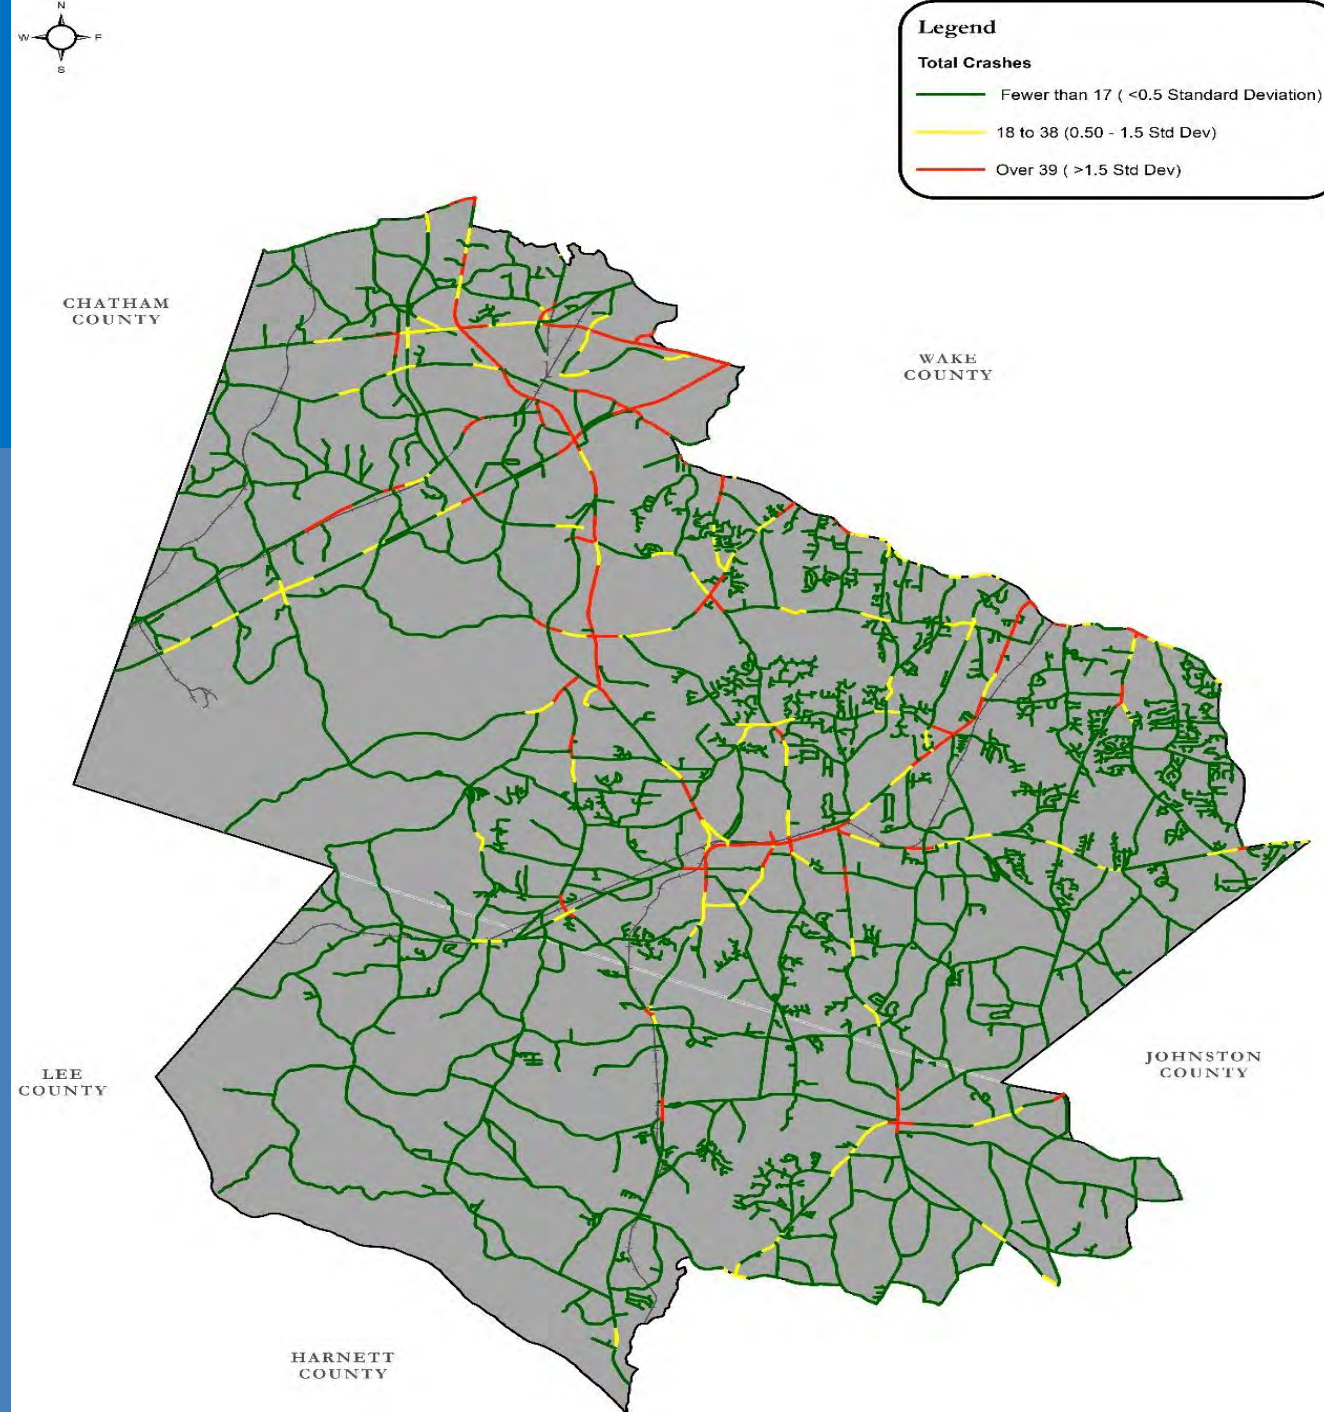 N
W F
S
Legend
Total Crashes
Fewer than 17 ( <0.5 Standard Deviation)
18 to 38 (0.50 - 1.5 Std Dev)
Over 39 ( >1.5 Std Dev)
CHATHAM
COUNTY
WAKE
COUNTY
LEE
COUNTY
JOHNSTON
COUNTY
HARNETT
COUNTY